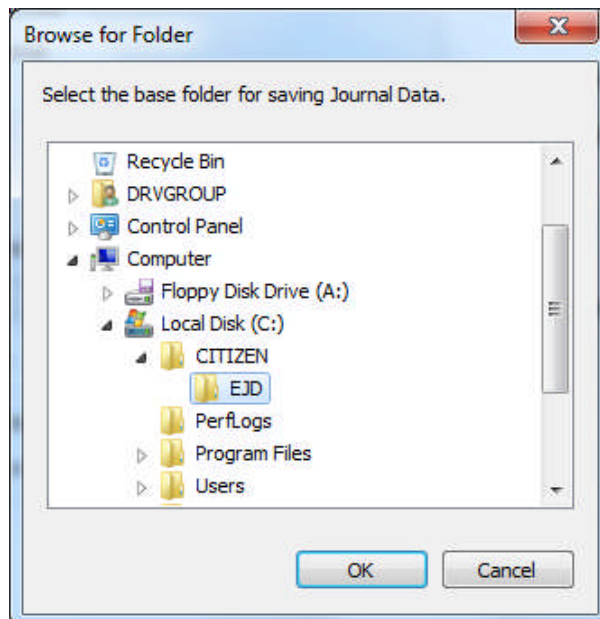 Browse for Folder
Select the base folder for saving Journal Data.
Recycle Bin
DRVGROUP
Control Panel
Computer
Floppy Disk Drive (A:)
Local Disk (C:)
CITIZEN
EJD
PerfLogs
Program Files
Users
OK Cancel